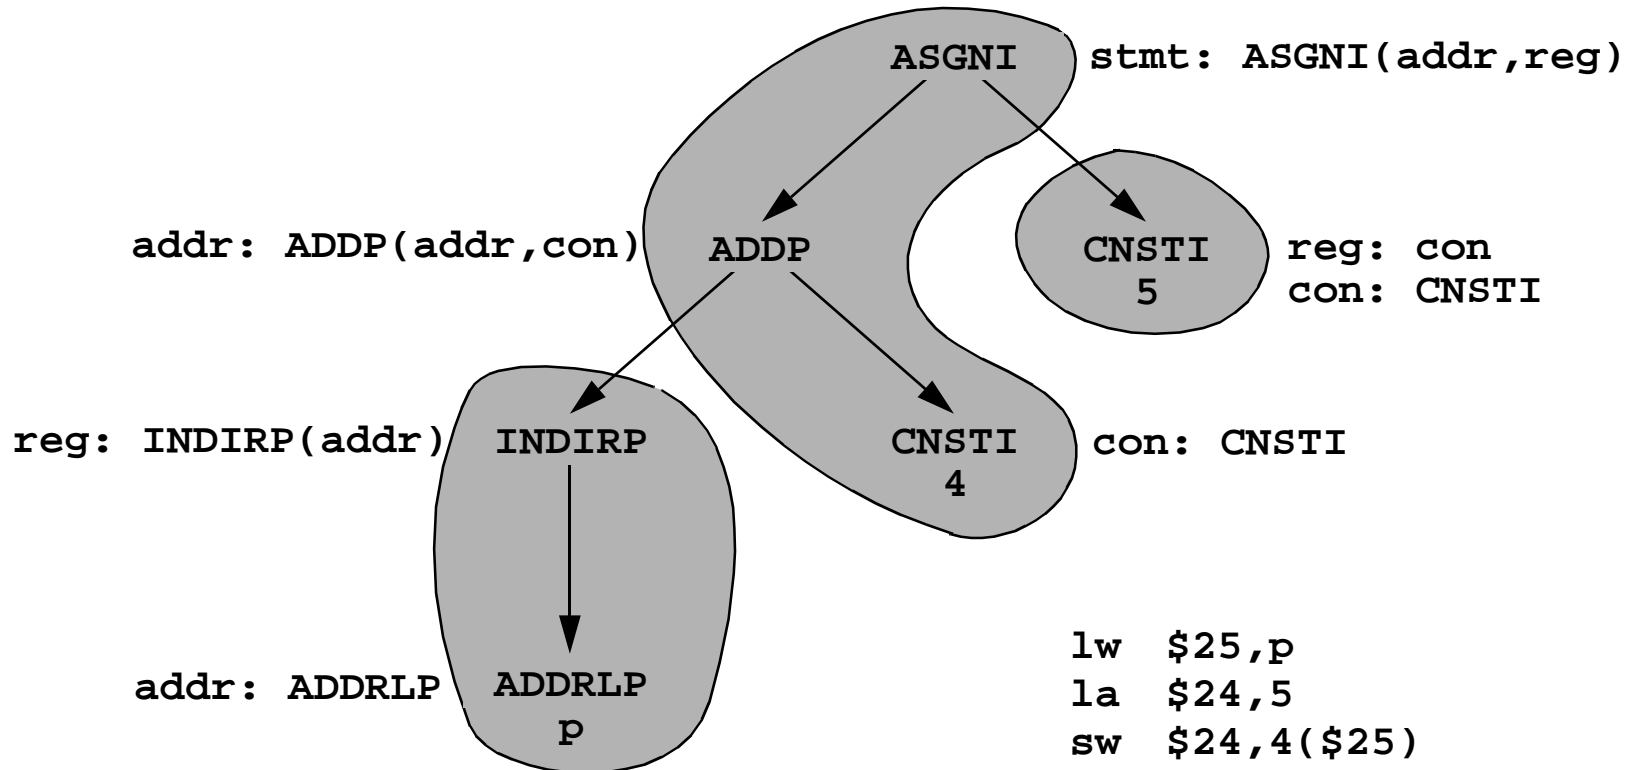 ASGNI stmt: ASGNI(addr,reg)
addr: ADDP(addr,con) ADDP CNSTI reg: con
5 con: CNSTI
reg: INDIRP(addr) INDIRP CNSTI con: CNSTI
4
lw $25,p
addr: ADDRLP ADDRLP la $24,5
p sw $24,4($25)